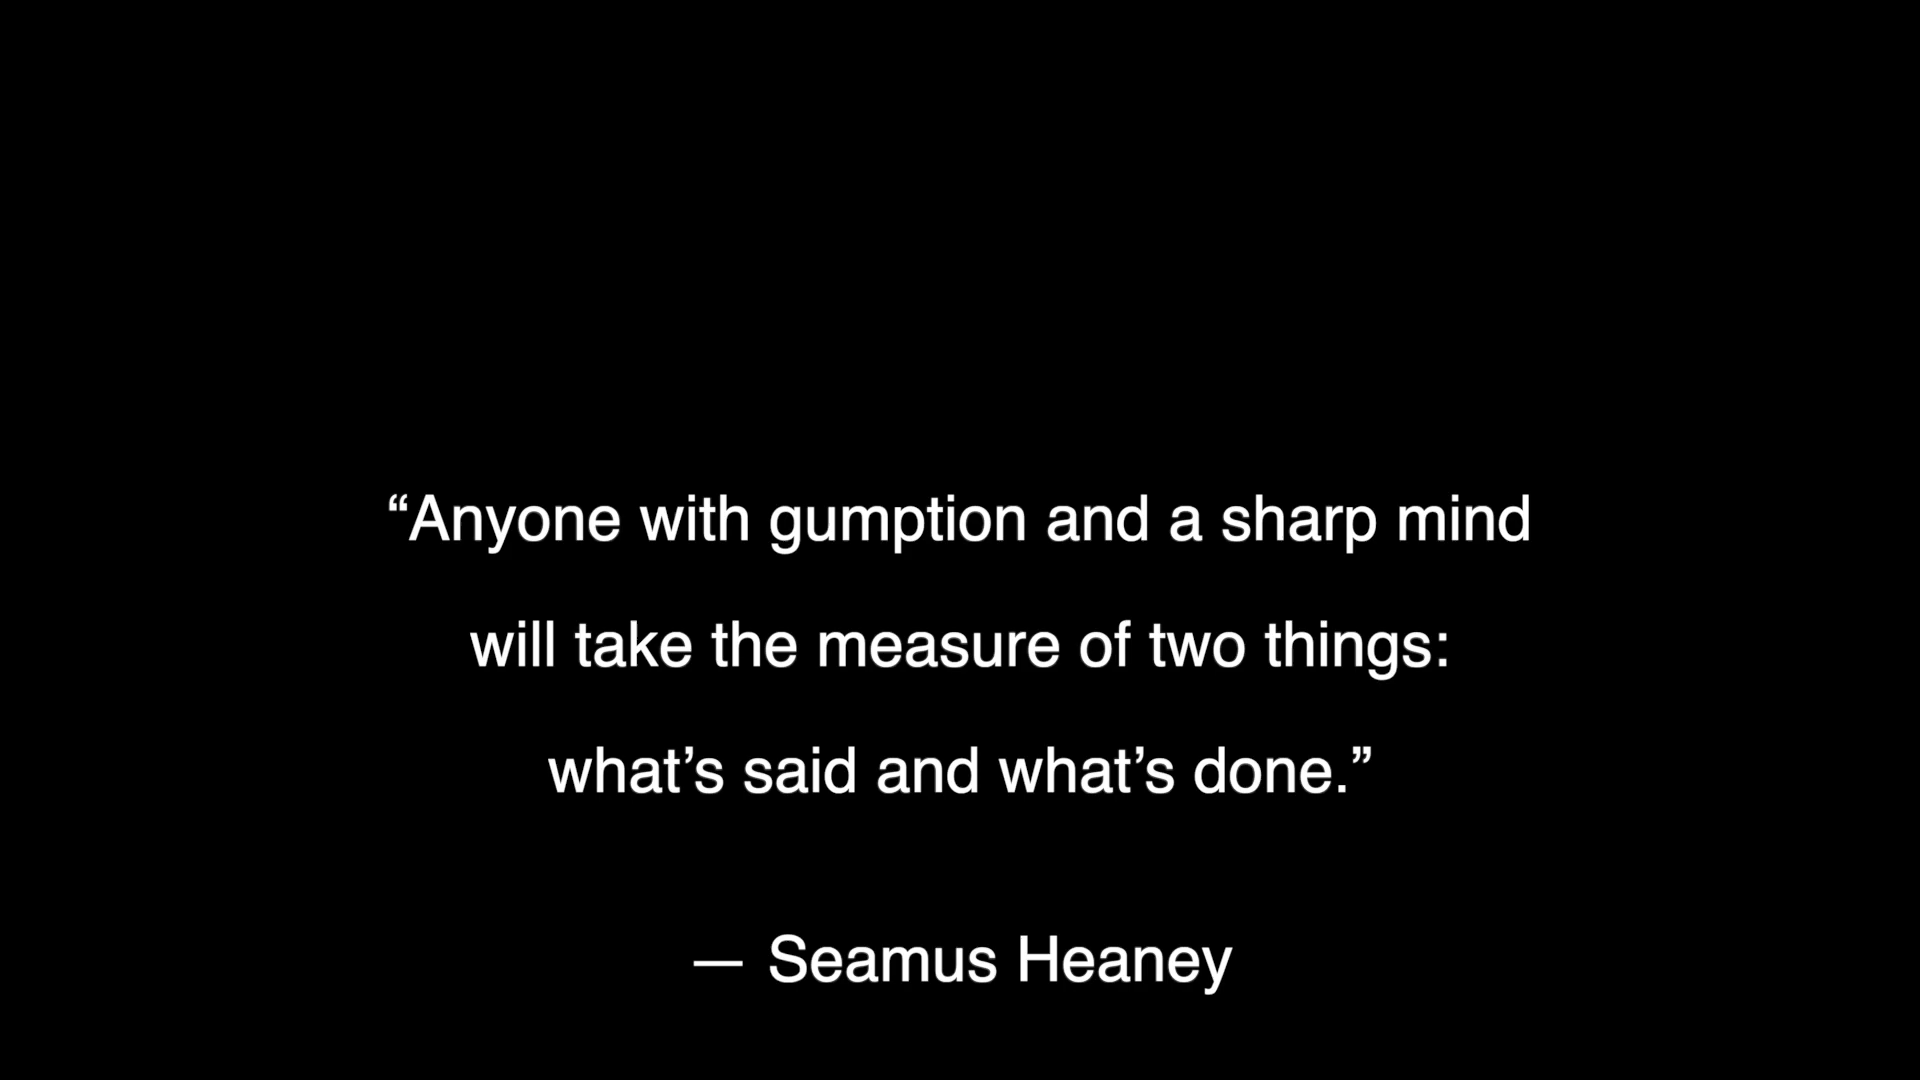 “Anyone with gumption and a sharp mind
will take the measure of two things:
what’s said and what’s done.”
— Seamus Heaney